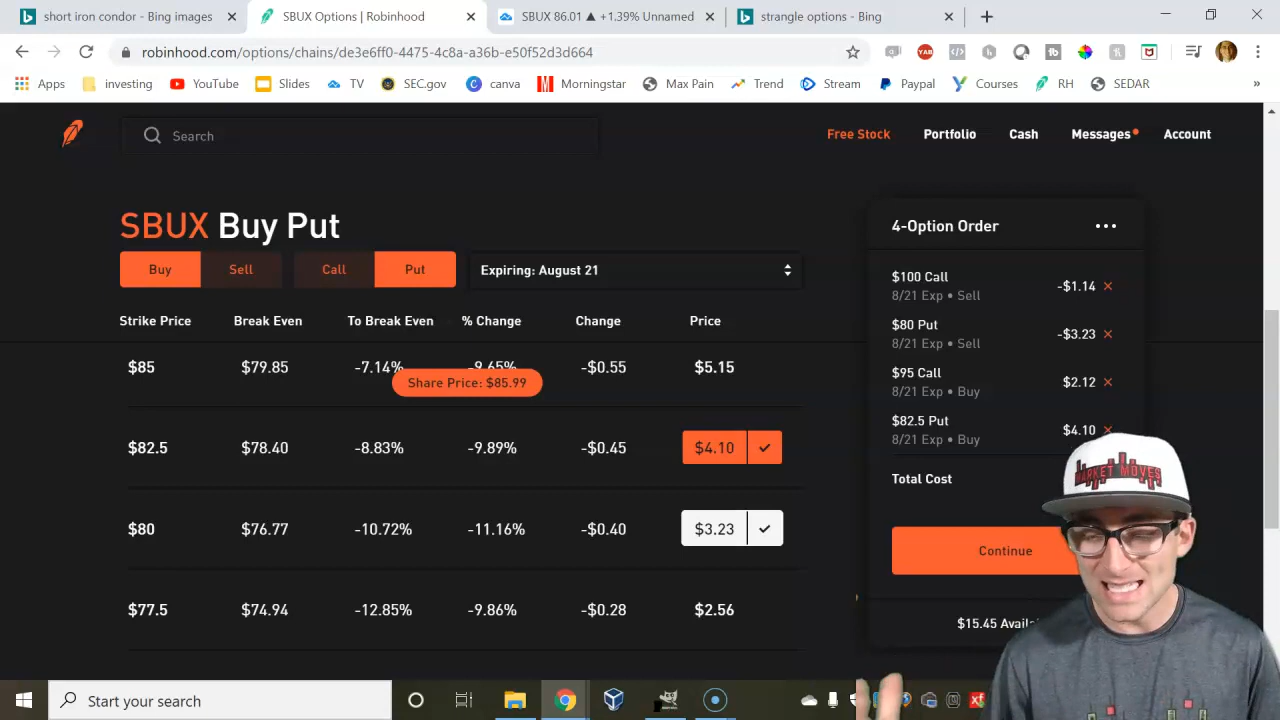 short iron condor - Bing images
SBUX Options | Robinhood
SBUX 86.01 ▲ +1.39% Unnamed
strangle options - Bing
robinhood.com/options/chains/de3e6ff0-4475-4c8a-a36b-e50f52d3d664
Apps
investing
YouTube
Slides
TV
SEC.gov
canva
Morningstar
Max Pain
Trend
Stream
Paypal
Courses
RH
SEDAR
»
Search
Free Stock
Portfolio
Cash
Messages
Account
SBUX Buy Put
Buy
Sell
Call
Put
Expiring: August 21
Strike Price Break Even To Break Even % Change Change Price
$85 $79.85 -7.14% -9.65% -$0.55 $5.15
Share Price: $85.99
$82.5 $78.40 -8.83% -9.89% -$0.45 $4.10
$80 $76.77 -10.72% -11.16% -$0.40 $3.23
$77.5 $74.94 -12.85% -9.86% -$0.28 $2.56
4-Option Order
$100 Call
8/21 Exp • Sell
-$1.14
$80 Put
8/21 Exp • Sell
-$3.23
$95 Call
8/21 Exp • Buy
$2.12
$82.5 Put
8/21 Exp • Buy
$4.10
Total Cost
Continue
$15.45
MARKET MOVES
Start your search